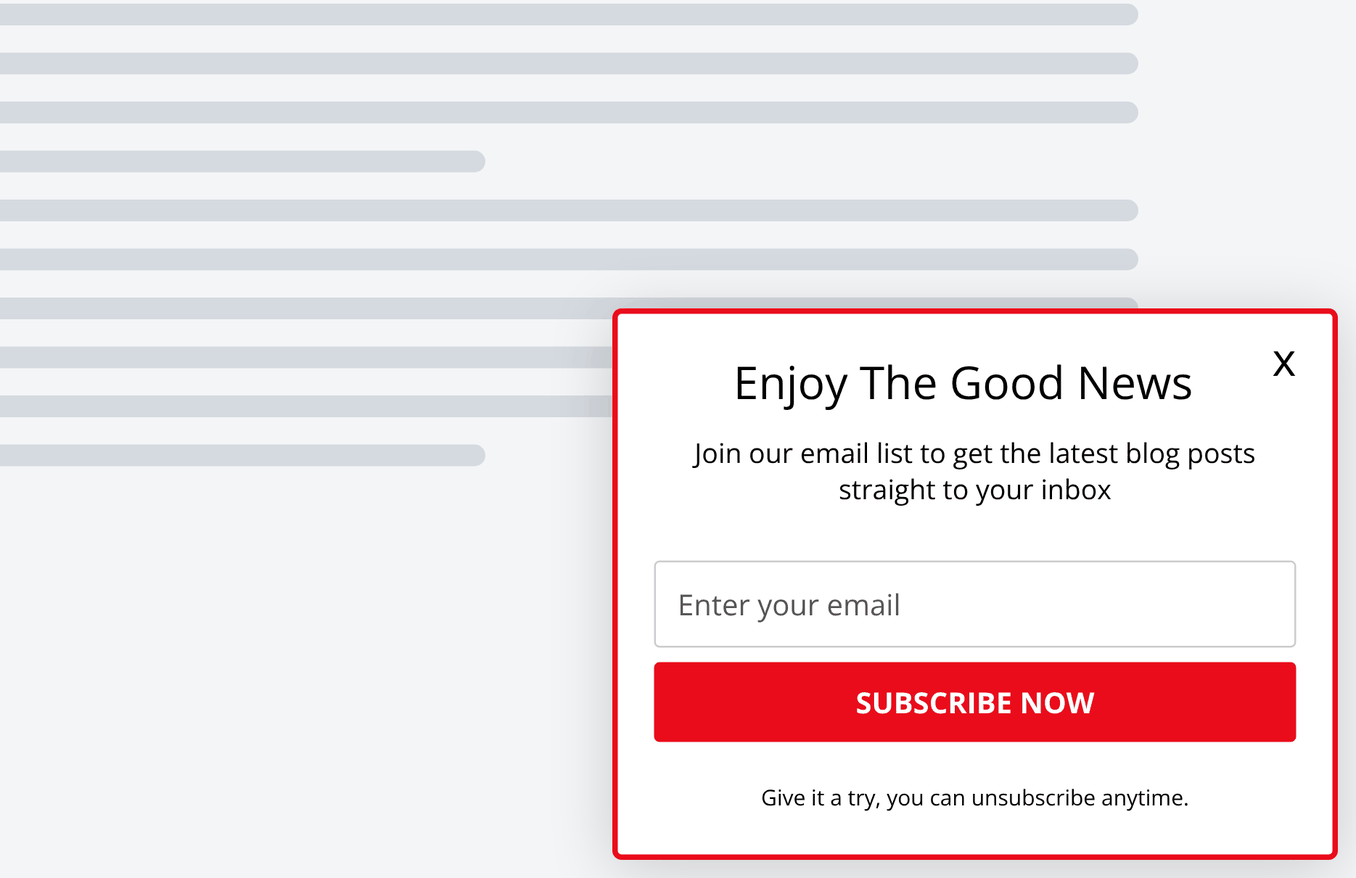 Enjoy The Good News
X
Join our email list to get the latest blog posts
straight to your inbox
Enter your email
SUBSCRIBE NOW
Give it a try, you can unsubscribe anytime.